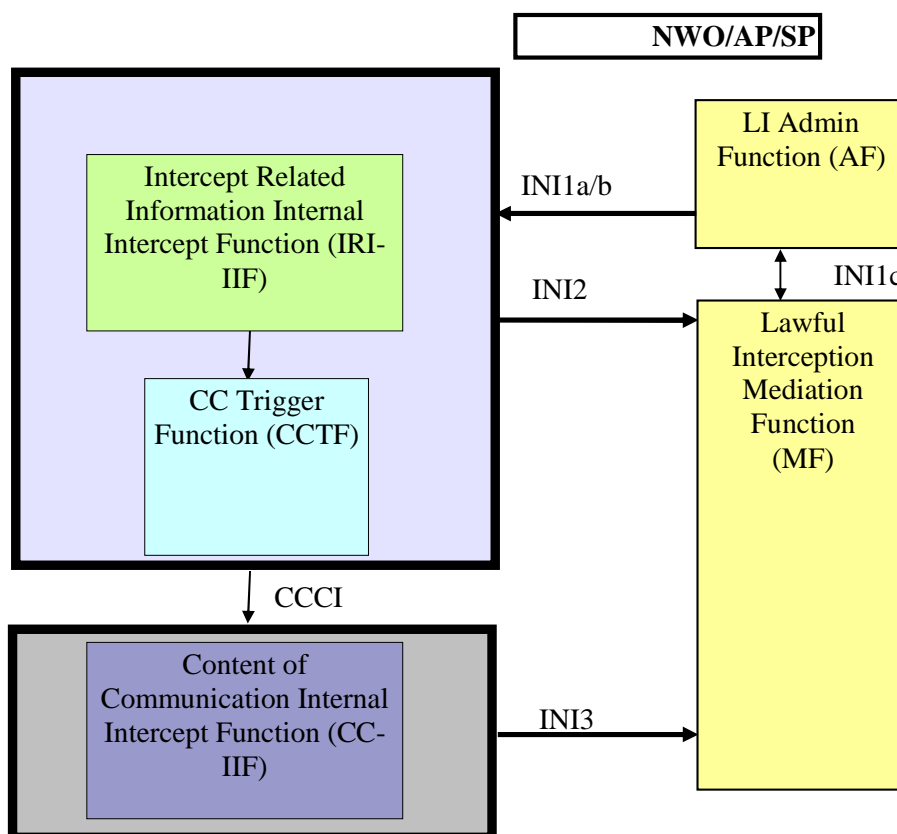 NWO/AP/SP
LI Admin
Function (AF)
Intercept Related
Information Internal
Intercept Function (IRI-
IIF)
INI1a/b
INI1c
INI2
Lawful
Interception
Mediation
Function
(MF)
CC Trigger
Function (CCTF)
CCCI
Content of
Communication Internal
Intercept Function (CC-
IIF)
INI3